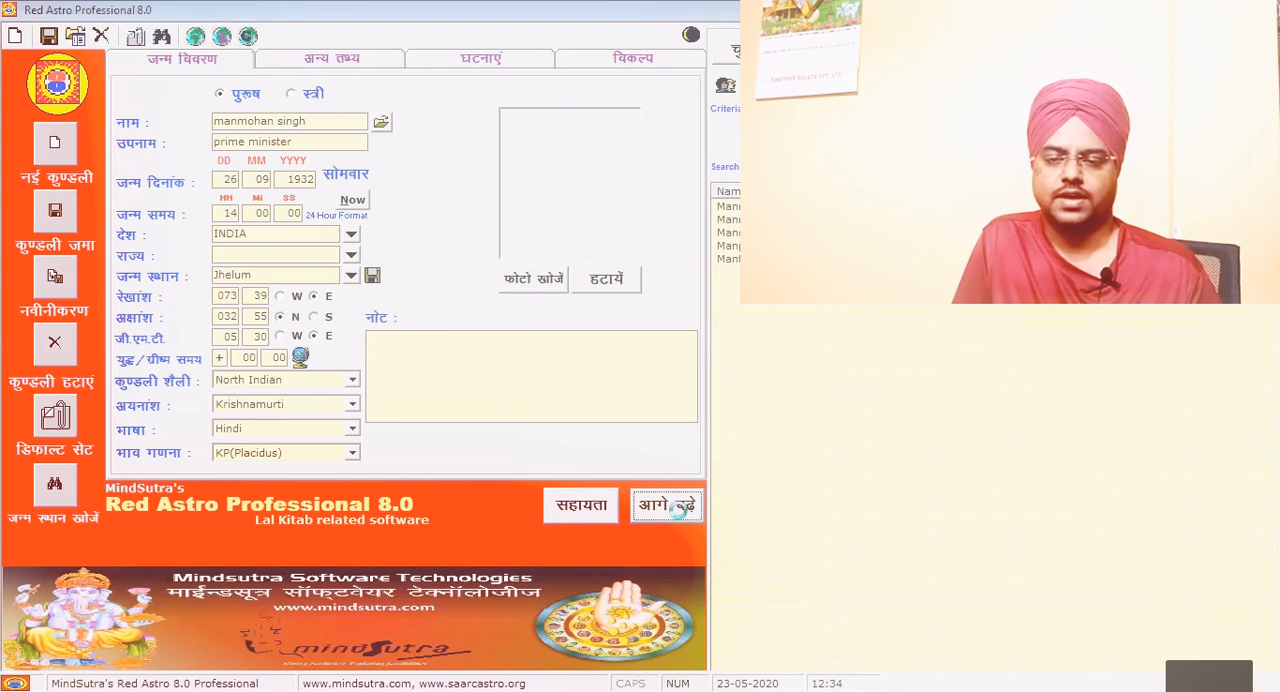 Red Astro Professional 8.0
जन्म विवरण
अन्य तथ्य
घटनाएं
विकल्प
पुरूष
स्त्री
नाम :
manmohan singh
उपनाम :
prime minister
DD MM YYYY
जन्म दिनांक :
26 09 1932
सोमवार
HH Mi SS
Now
जन्म समय :
14 00 00
24 Hour Format
देश :
INDIA
राज्य :
जन्म स्थान :
Jhelum
रेखांश :
073 39 W E
अक्षांश :
032 55 N S
जी.एम.टी.
05 30 W E
युद्ध/ग्रीष्म समय
+ 00 00
कुण्डली शैली :
North Indian
अयनांश :
Krishnamurti
भाषा :
Hindi
भाव गणना :
KP(Placidus)
फोटो खोजें
हटायें
नोट :
नई कुण्डली
कुण्डली जमा
नवीनीकरण
कुण्डली हटाएं
डिफाल्ट सेट
जन्म स्थान खोजें
Criteria
Search
Name
MindSutra's
Red Astro Professional 8.0
Lal Kitab related software
सहायता
आगे बढ़े
Mindsutra Software Technologies
माईन्डसूत्र सॉफ्टवेयर टेक्नॉलोजीज
www.mindsutra.com
mindSutra
MindSutra's Red Astro 8.0 Professional
www.mindsutra.com, www.saarcastro.org
CAPS
NUM
23-05-2020
12:34